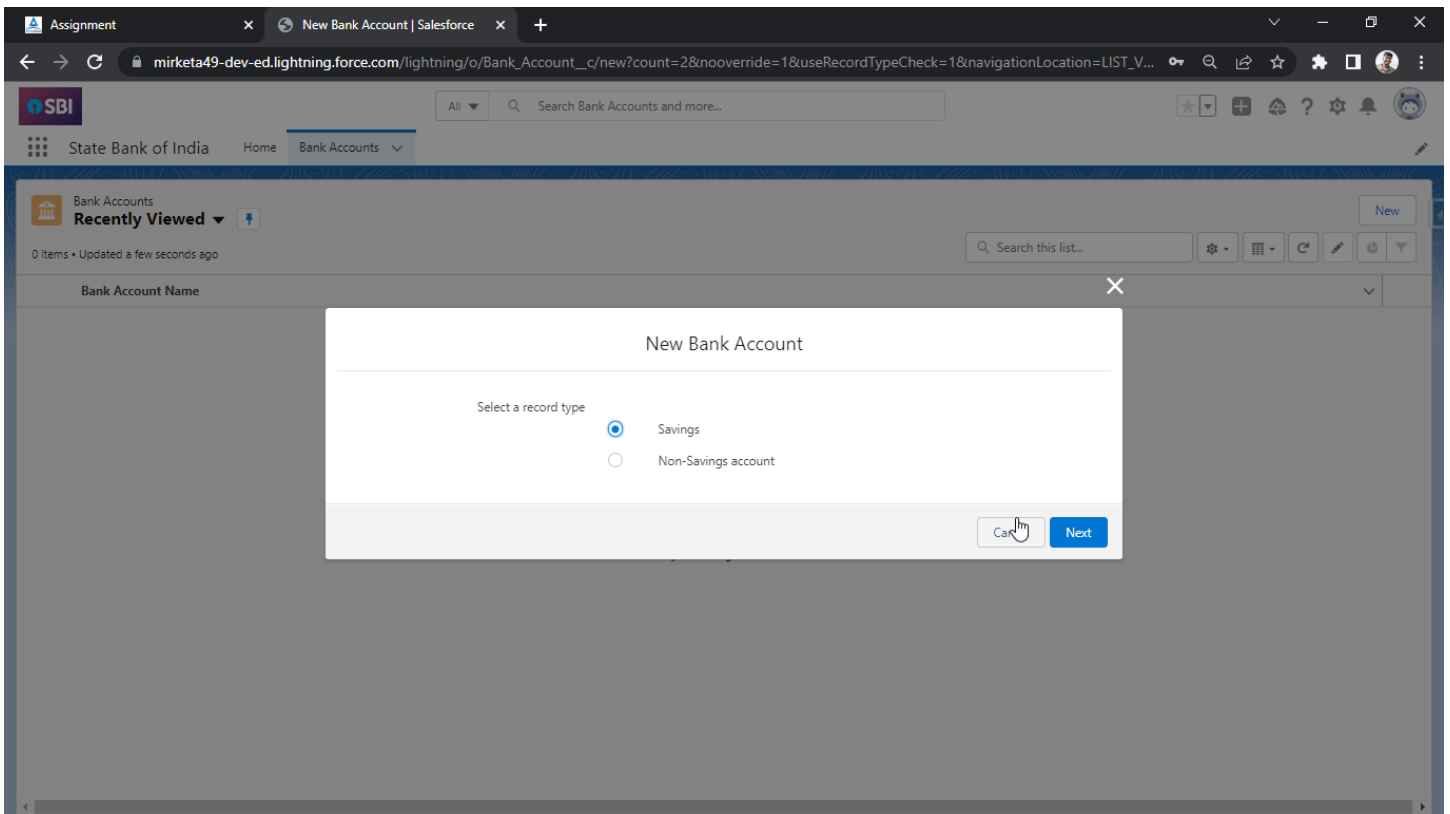 Assignment
New Bank Account | Salesforce
mirketa49-dev-ed.lightning.force.com/lightning/o/Bank_Account__c/new?count=2&nooverride=1&useRecordTypeCheck=1&navigationLocation=LIST_V...
SBI
All
Search Bank Accounts and more...
State Bank of India
Home
Bank Accounts
Bank Accounts
Recently Viewed
New
0 items • Updated a few seconds ago
Search this list...
Bank Account Name
New Bank Account
Select a record type
Savings
Non-Savings account
Next